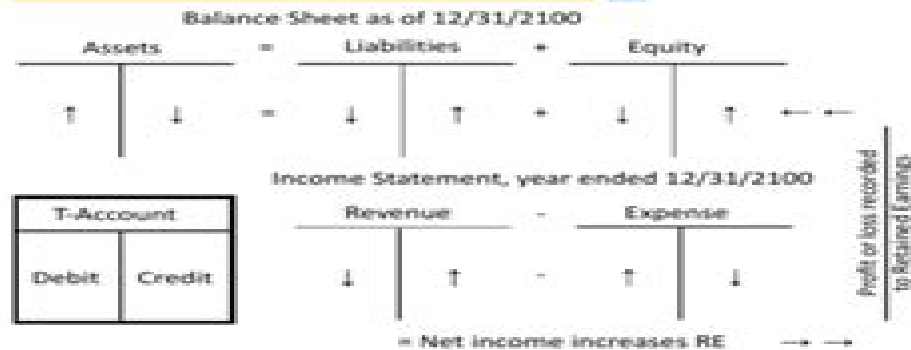 Balance Sheet as of 12/31/2100
Assets = Liabilities + Equity
↑ ↓ = ↓ ↑ + ↓ ↑ ← ←
Income Statement, year ended 12/31/2100
T-Account
Debit Credit
Revenue - Expense
↓ ↑ - ↑ ↓
= Net income increases RE → →
Profit or loss recorded
to Retained Earnings